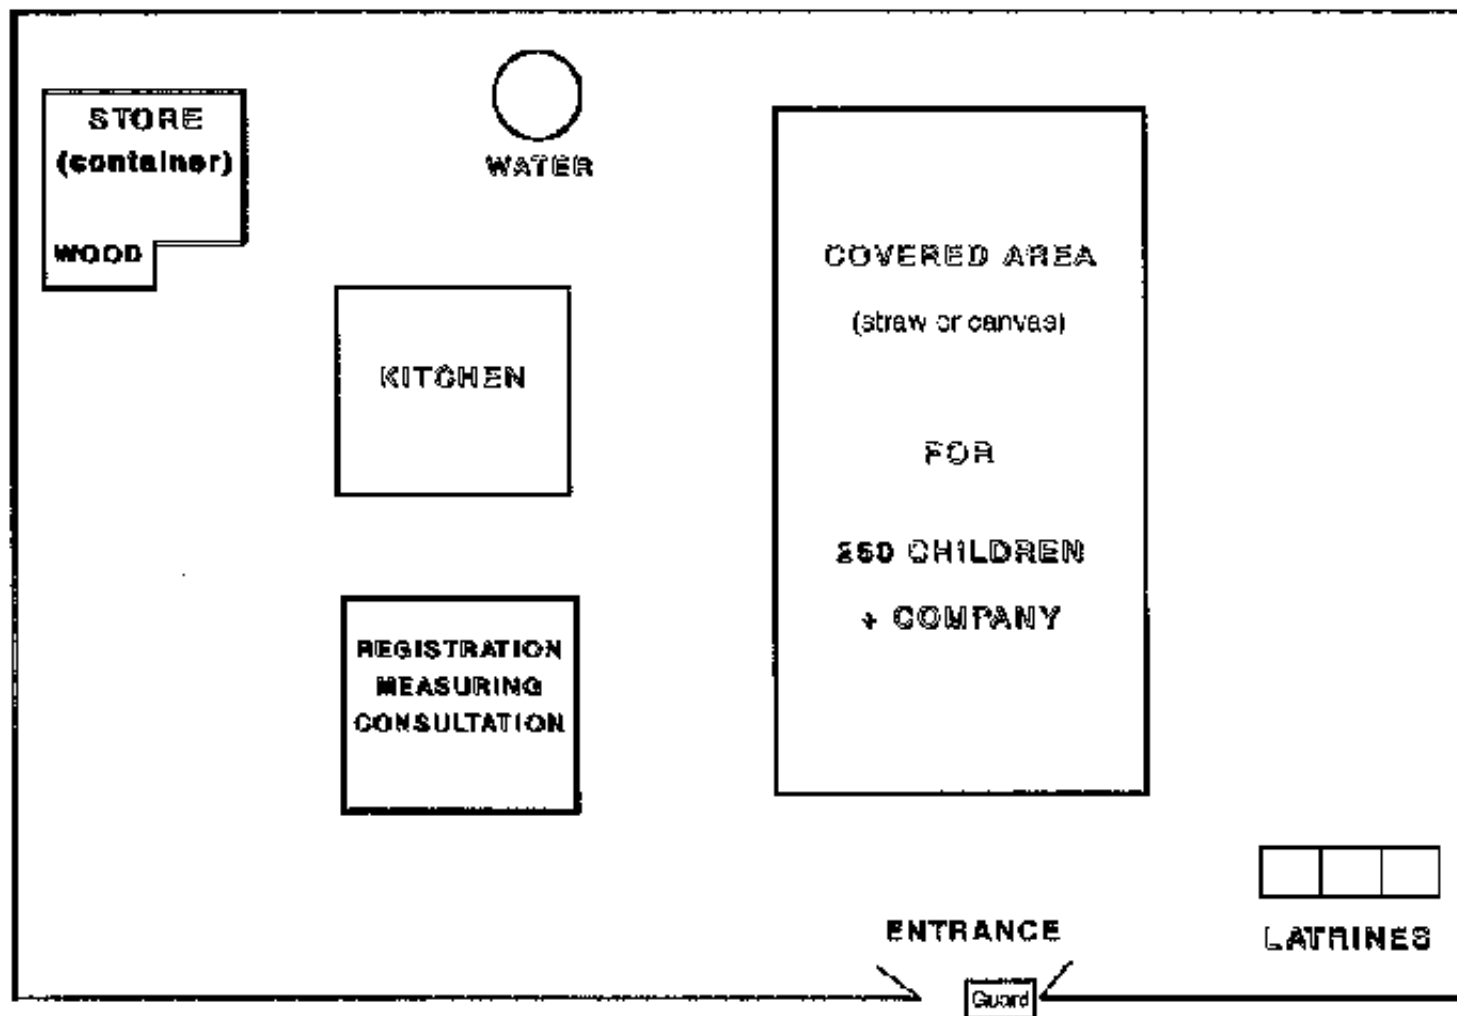 STORE
(container)
WOOD
WATER
KITCHEN
REGISTRATION
MEASURING
CONSULTATION
COVERED AREA
(straw or canvas)
FOR
250 CHILDREN
+ COMPANY
ENTRANCE
Guard
LATRINES